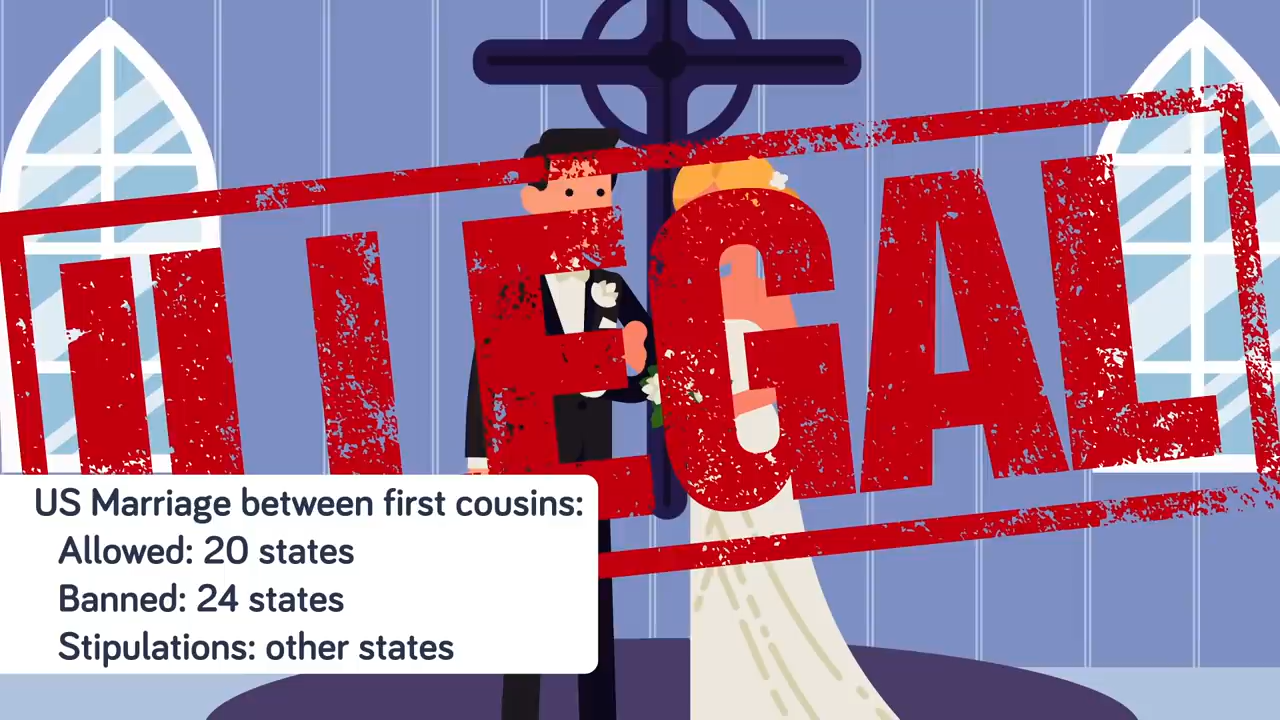 ILLEGAL
US Marriage between first cousins:
Allowed: 20 states
Banned: 24 states
Stipulations: other states